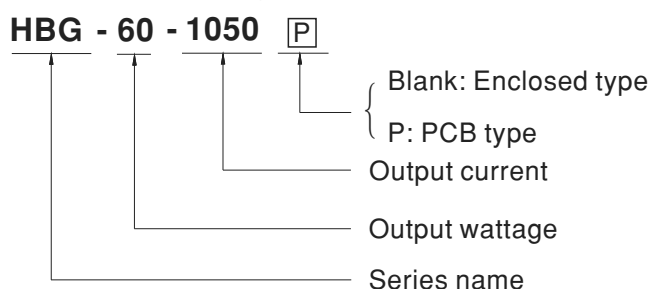 HBG - 60 - 1050 P
Blank: Enclosed type
P: PCB type
Output current
Output wattage
Series name